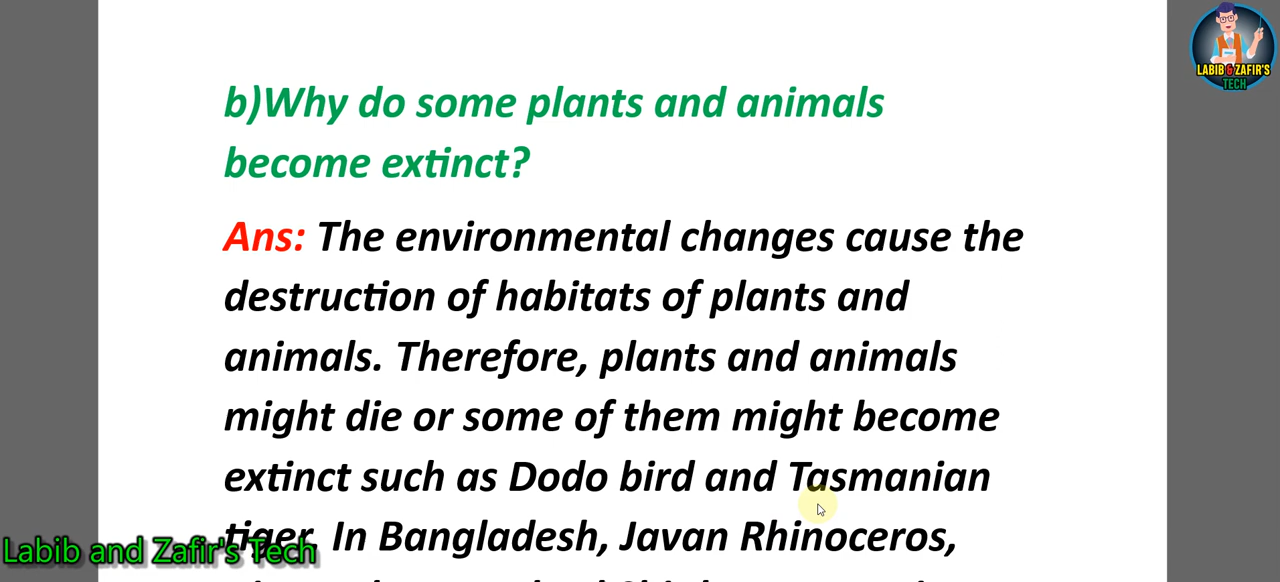 b)Why do some plants and animals
become extinct?
Ans: The environmental changes cause the
destruction of habitats of plants and
animals. Therefore, plants and animals
might die or some of them might become
extinct such as Dodo bird and Tasmanian
tiger. In Bangladesh, Javan Rhinoceros,
LABIB & ZAFIR'S
TECH
Labib and Zafir's Tech